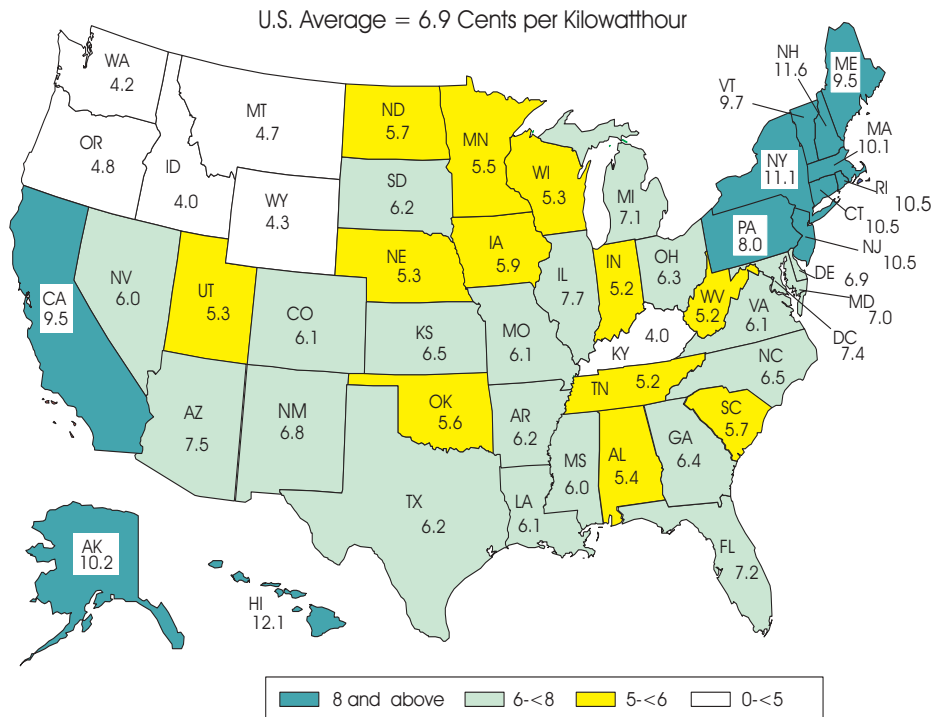 U.S. Average = 6.9 Cents per Kilowatthour
WA
4.2
MT
4.7
ND
5.7
MN
5.5
NH
11.6
ME
9.5
VT
9.7
MA
10.1
OR
4.8
ID
4.0
WY
4.3
SD
6.2
WI
5.3
MI
7.1
NY
11.1
RI
10.5
CT
10.5
PA
8.0
NJ
10.5
CA
9.5
NV
6.0
UT
5.3
CO
6.1
NE
5.3
IA
5.9
IL
7.7
IN
5.2
OH
6.3
WV
5.2
DE 6.9
MD
7.0
VA
6.1
DC
7.4
KS
6.5
MO
6.1
KY 4.0
NC
6.5
AZ
7.5
NM
6.8
OK
5.6
AR
6.2
TN 5.2
SC
5.7
MS
6.0
AL
5.4
GA
6.4
TX
6.2
LA
6.1
FL
7.2
AK
10.2
HI
12.1
8 and above 6-<8 5-<6 0-<5